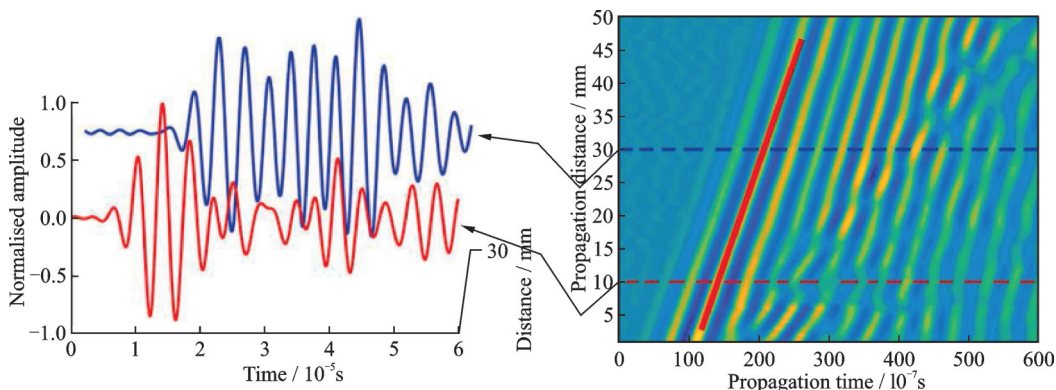 Normalised amplitude
1.0
0.5
0.0
−0.5
−1.0
0 1 2 3 4 5 6
Time / 10⁻⁵s
30
Distance / mm
Propagation distance / mm
50
45
40
35
30
25
20
15
10
5
0 100 200 300 400 500 600
Propagation time / l0⁻⁷s